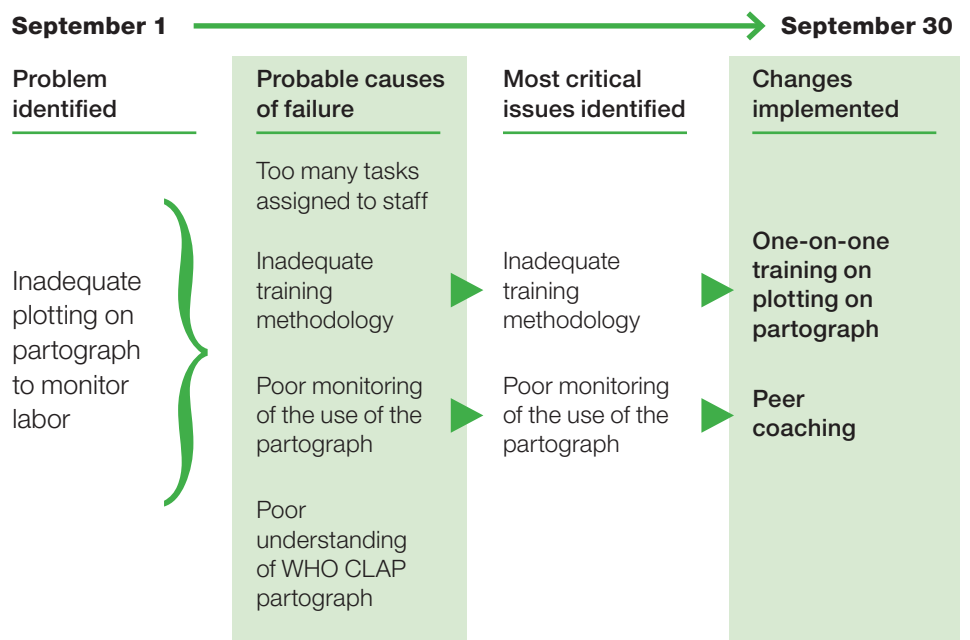 September 1
September 30
Problem
identified
Probable causes
of failure
Most critical
issues identified
Changes
implemented
Inadequate
plotting on
partograph
to monitor
labor
Too many tasks
assigned to staff
Inadequate
training
methodology
Inadequate
training
methodology
One-on-one
training on
plotting on
partograph
Poor monitoring
of the use of the
partograph
Poor monitoring
of the use of the
partograph
Peer
coaching
Poor
understanding
of WHO CLAP
partograph